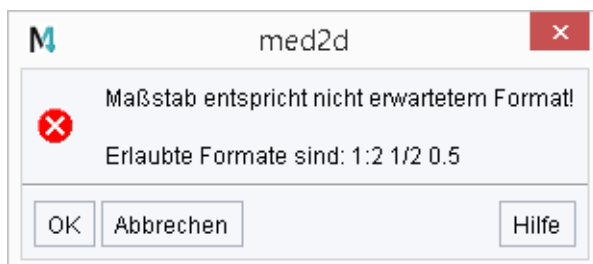 med2d
Maßstab entspricht nicht erwartetem Format!
Erlaubte Formate sind: 1:2 1/2 0.5
OK Abbrechen Hilfe